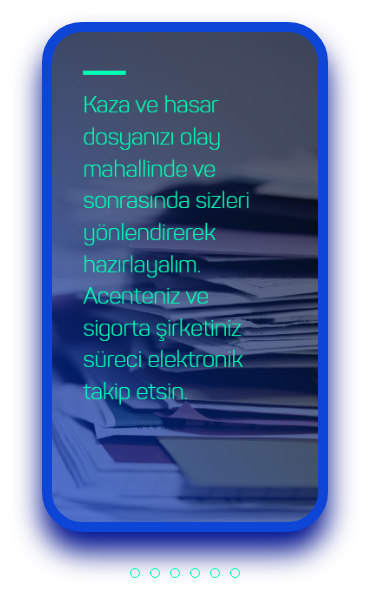 Kaza ve hasar
dosyanızı olay
mahallinde ve
sonrasında sizleri
yönlendirerek
hazırlayalım.
Acenteniz ve
sigorta şirketiniz
süreci elektronik
takip etsin.